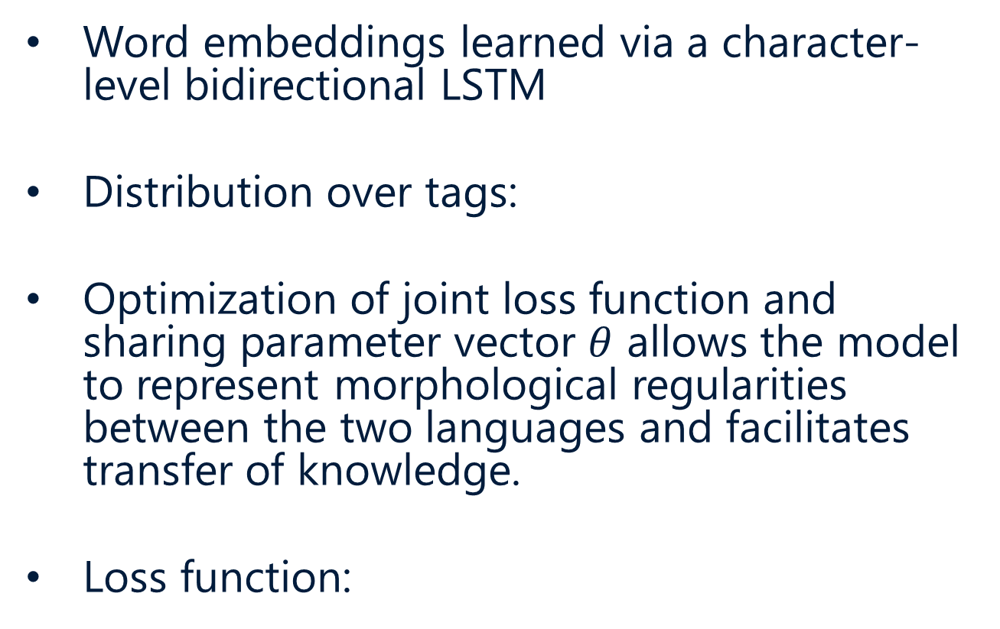 • Word embeddings learned via a character-
level bidirectional LSTM
• Distribution over tags:
• Optimization of joint loss function and
sharing parameter vector θ allows the model
to represent morphological regularities
between the two languages and facilitates
transfer of knowledge.
• Loss function: